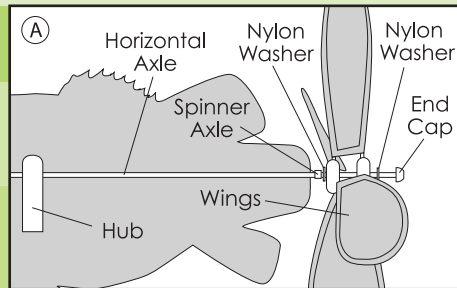 A
Horizontal
Axle
Nylon
Washer
Nylon
Washer
Spinner
Axle
End
Cap
Wings
Hub